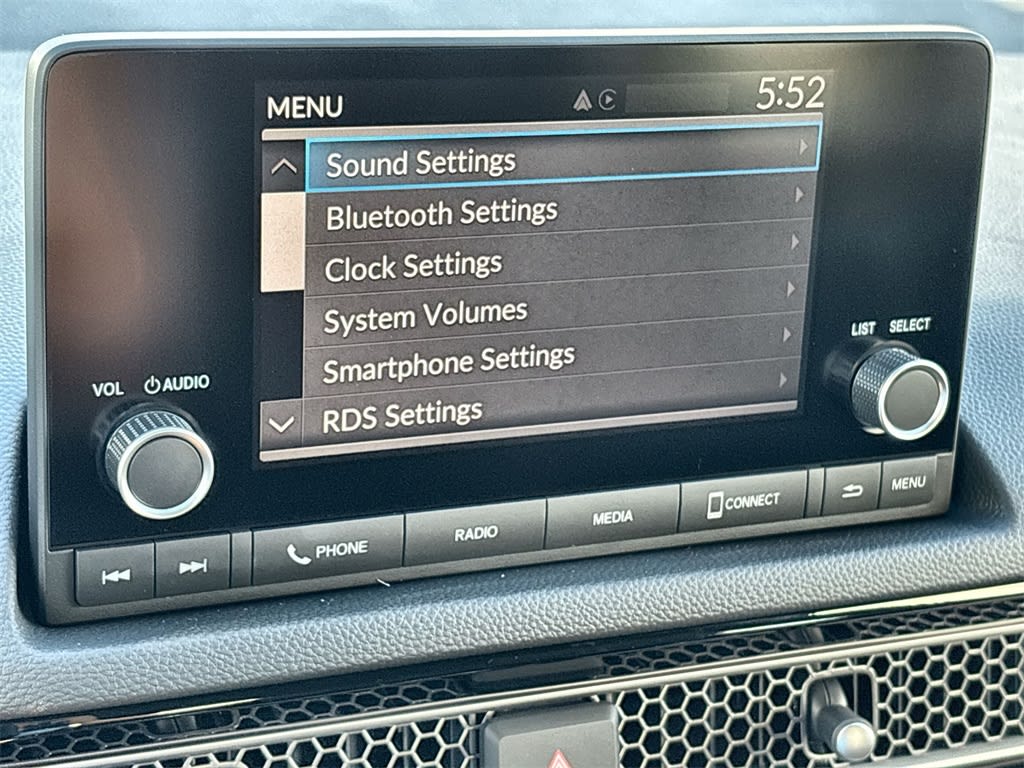 MENU 5:52
Sound Settings
Bluetooth Settings
Clock Settings
System Volumes
Smartphone Settings
RDS Settings
VOL AUDIO
LIST SELECT
PHONE RADIO MEDIA CONNECT MENU